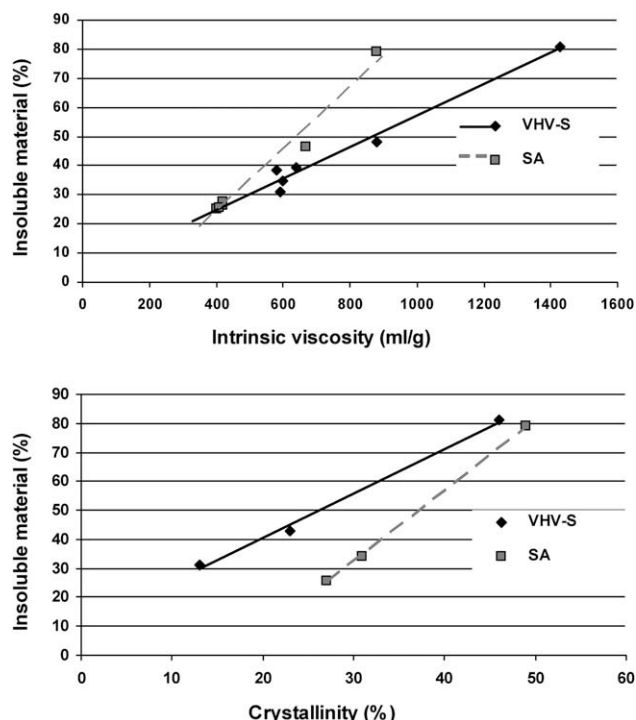 90
80
70
60
50
40
30
20
10
0
Insoluble material (%)
VHV-S
SA
0 200 400 600 800 1000 1200 1400 1600
Intrinsic viscosity (ml/g)
90
80
70
60
50
40
30
20
10
0
Insoluble material (%)
VHV-S
SA
0 10 20 30 40 50 60
Crystallinity (%)